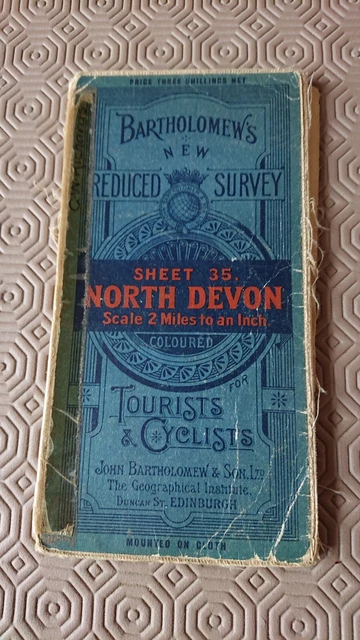 PRICE THREE SHILLINGS NET
BARTHOLOMEW'S
NEW
REDUCED SURVEY
SHEET 35.
NORTH DEVON
Scale 2 Miles to an Inch.
COLOURED
FOR
TOURISTS
& CYCLISTS
JOHN BARTHOLOMEW & SON, LTD
The Geographical Institute,
DUNCAN ST. EDINBURGH
MOUNTED ON CLOTH